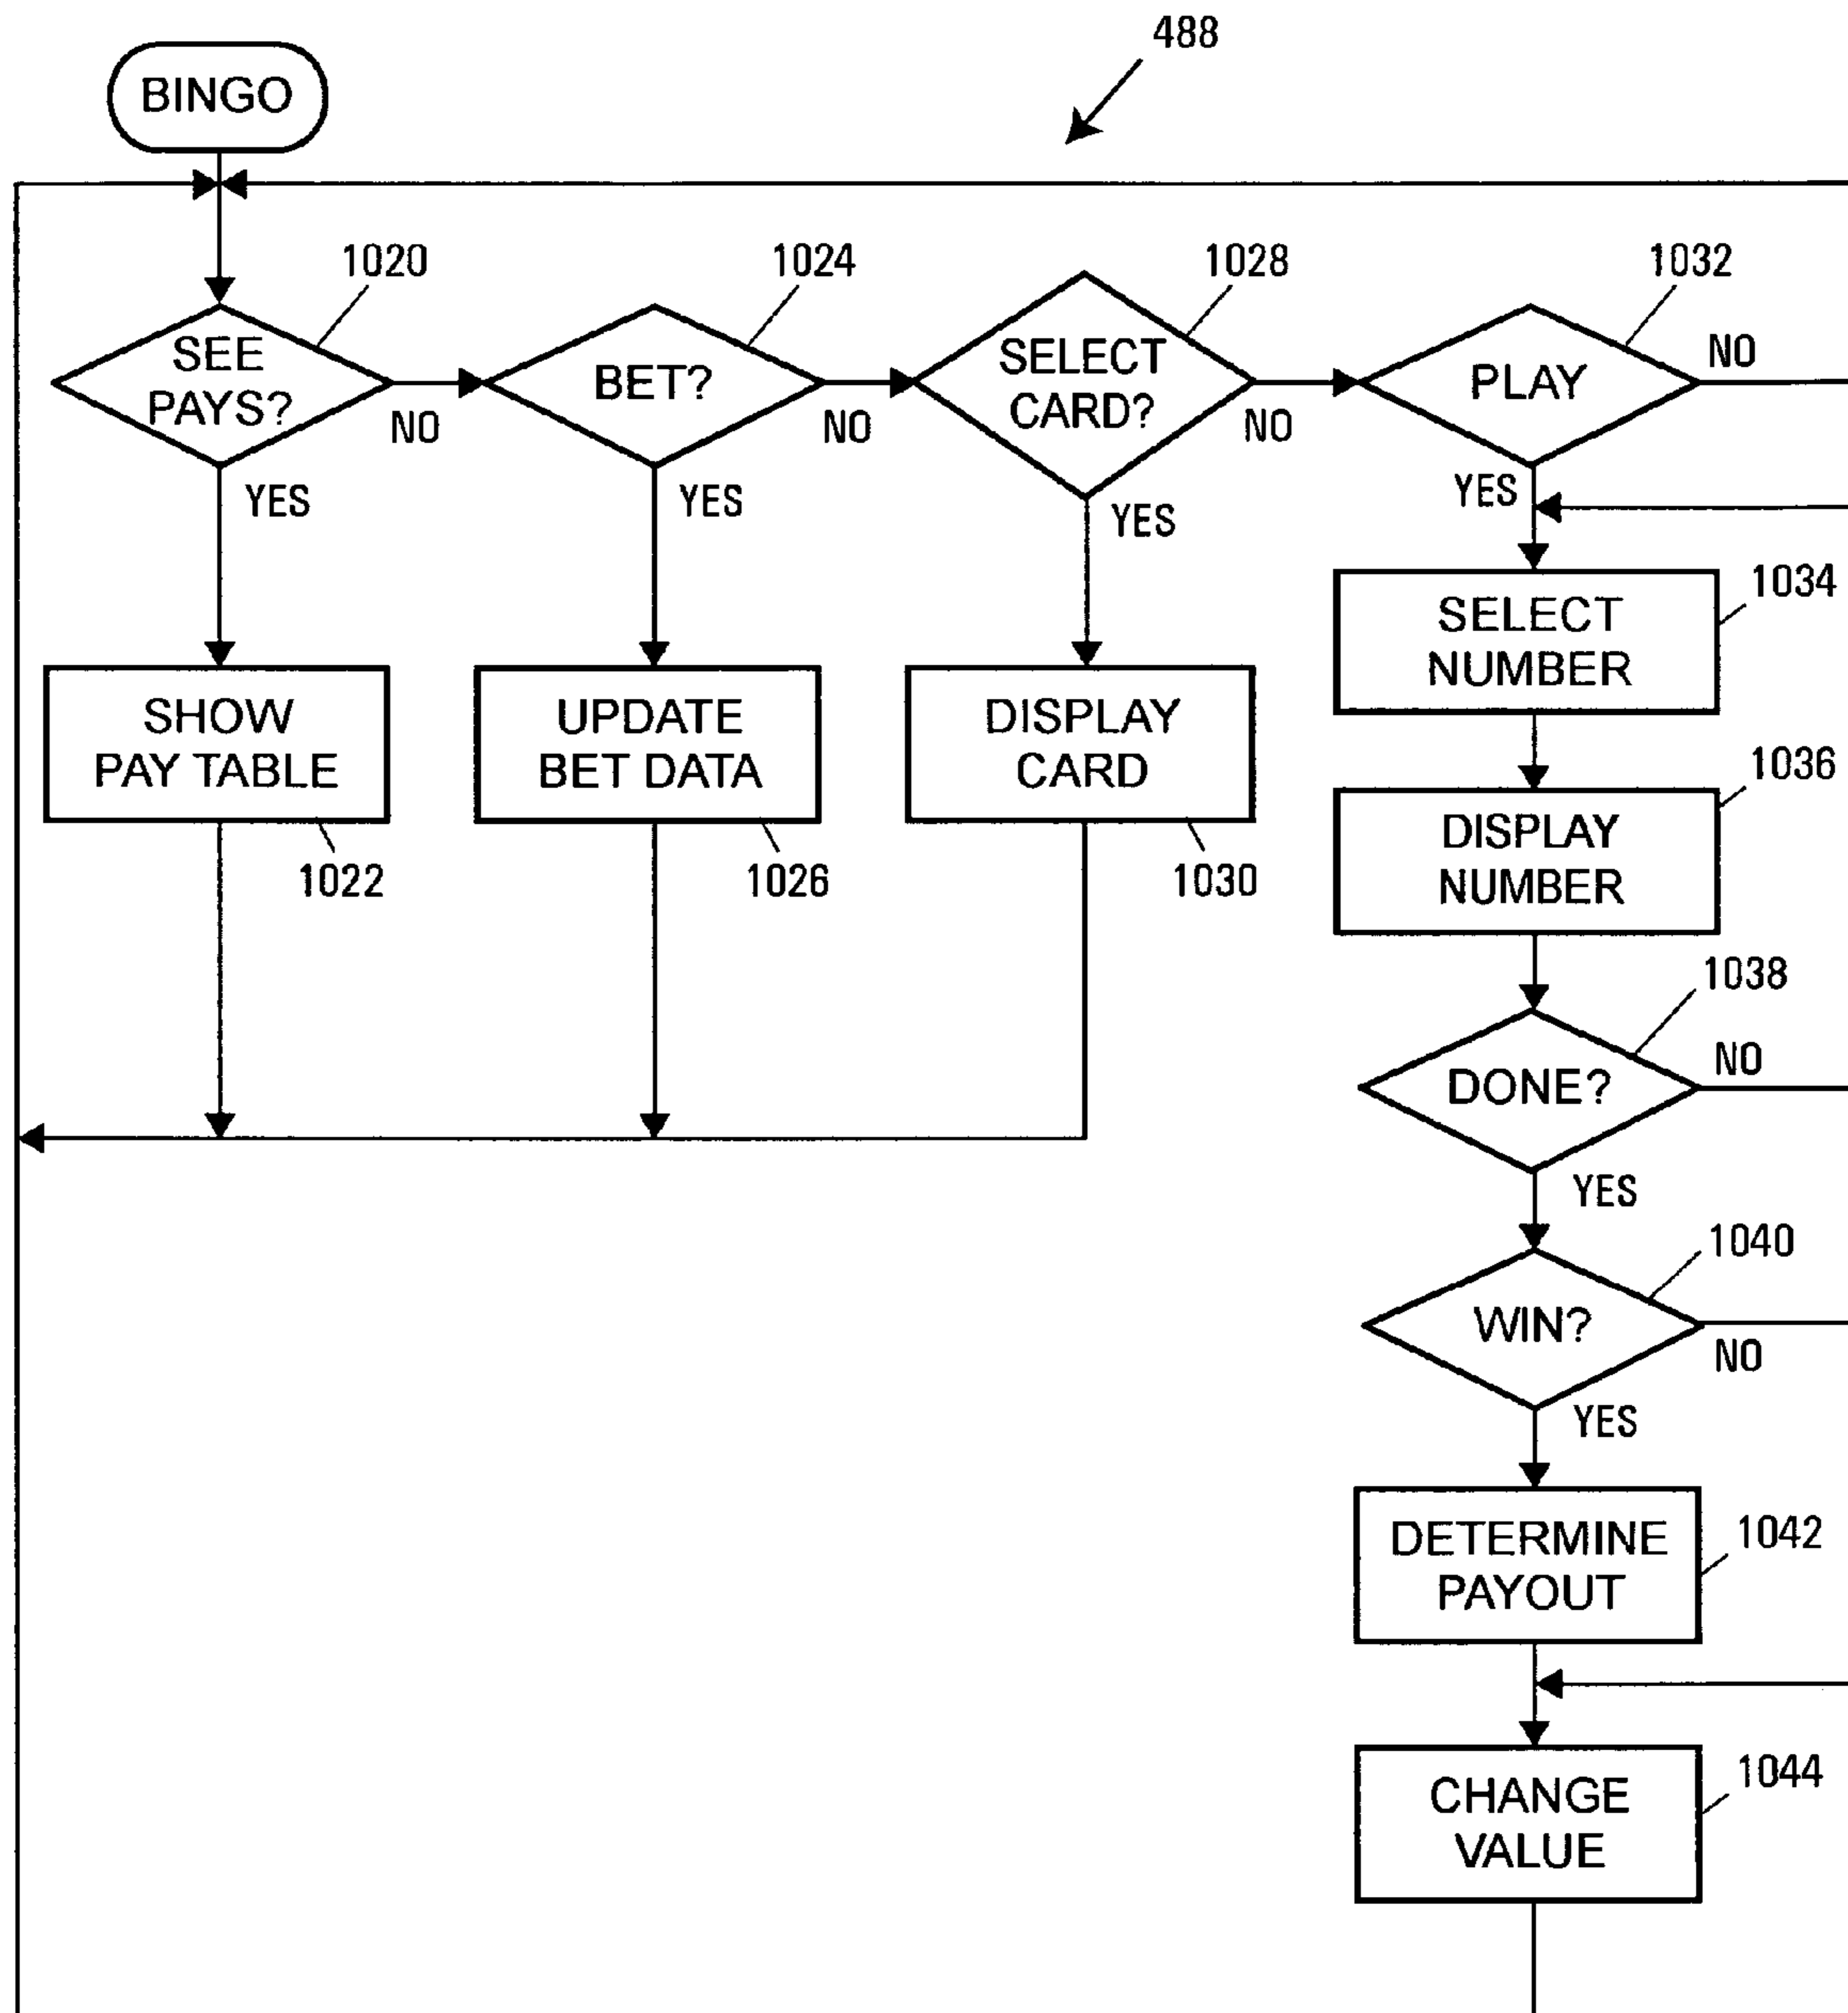 488
BINGO
1020
1024
1028
1032
SEE
PAYS?
BET?
SELECT
CARD?
PLAY
NO
NO
NO
NO
YES
YES
YES
YES
1034
SELECT
NUMBER
SHOW
PAY TABLE
UPDATE
BET DATA
DISPLAY
CARD
1036
DISPLAY
NUMBER
1022
1026
1030
1038
DONE?
NO
YES
1040
WIN?
NO
YES
DETERMINE
PAYOUT
1042
CHANGE
VALUE
1044